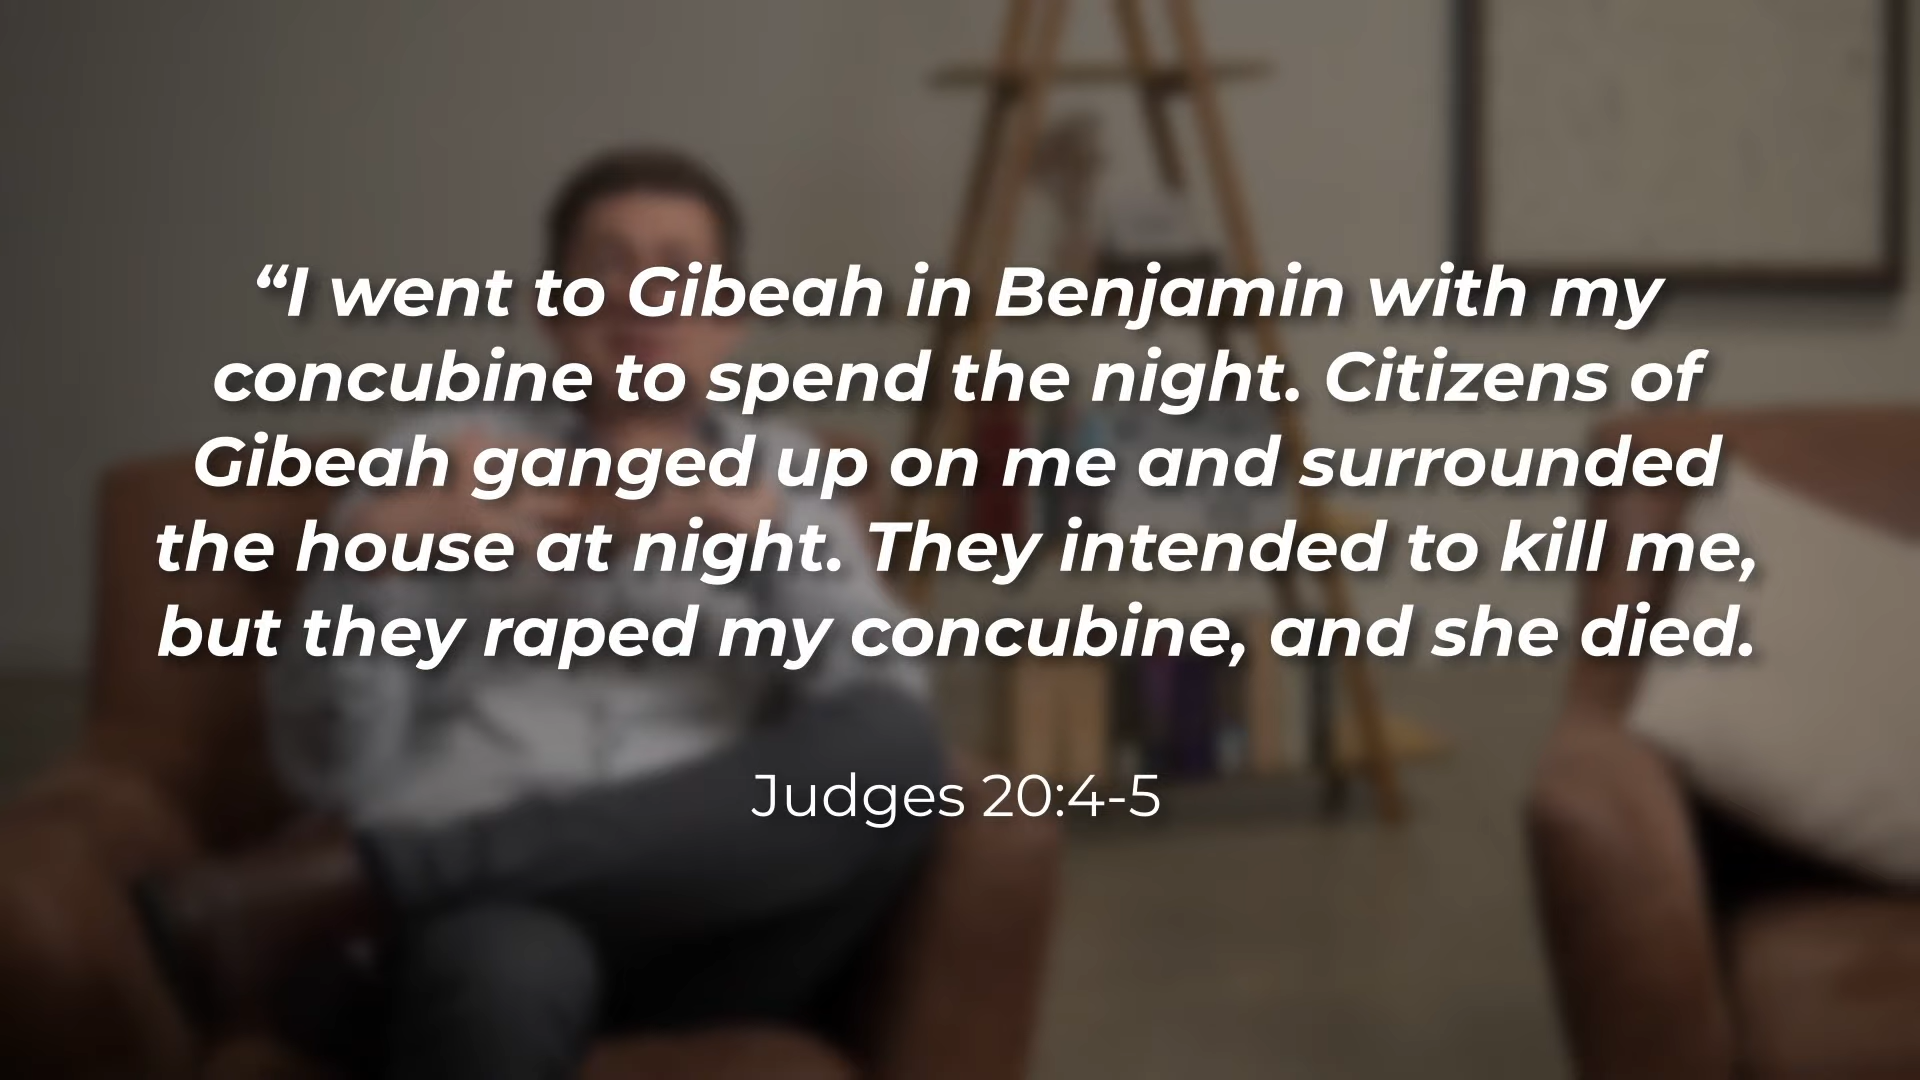 “I went to Gibeah in Benjamin with my
concubine to spend the night. Citizens of
Gibeah ganged up on me and surrounded
the house at night. They intended to kill me,
but they raped my concubine, and she died.
Judges 20:4-5